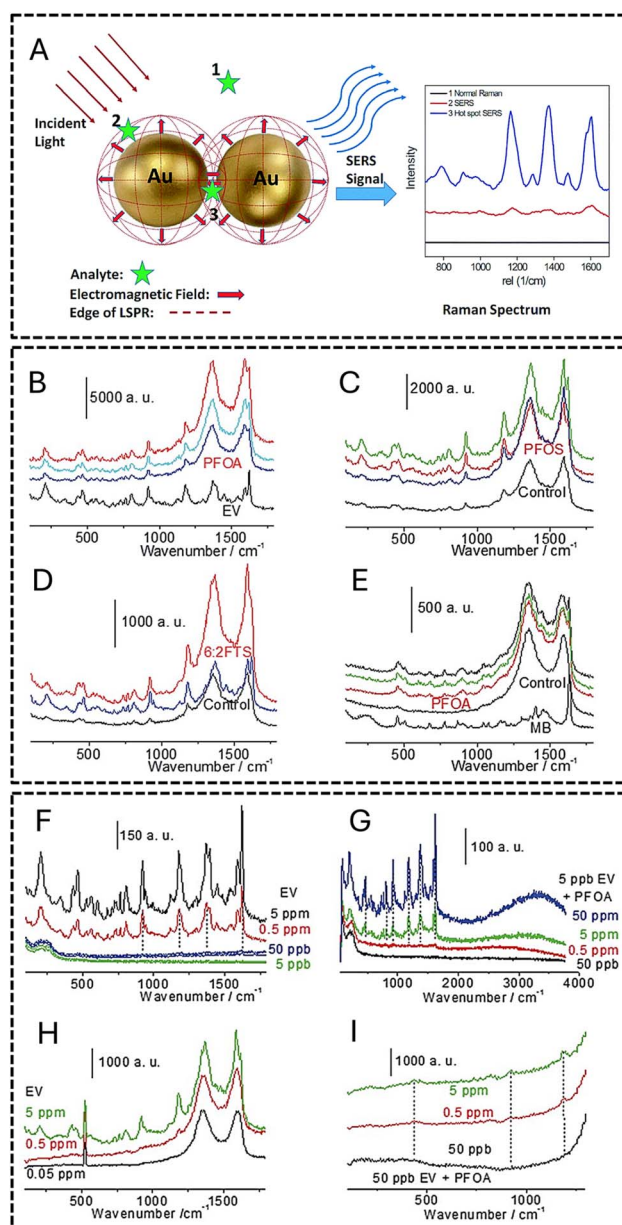 A
1
2
3
Incident
Light
Au
Au
SERS
Signal
Analyte:
Electromagnetic Field:
Edge of LSPR:
1 Normal Raman
2 SERS
3 Hot spot SERS
Intensity
800 1000 1200 1400 1600
rel (1/cm)
Raman Spectrum
B
5000 a. u.
PFOA
EV
500 1000 1500
Wavenumber / cm-1
C
2000 a. u.
PFOS
Control
500 1000 1500
Wavenumber / cm-1
D
1000 a. u.
6:2FTS
Control
500 1000 1500
Wavenumber / cm-1
E
500 a. u.
Control
PFOA
MB
500 1000 1500
Wavenumber / cm-1
F
150 a. u.
EV
5 ppm
0.5 ppm
50 ppb
5 ppb
500 1000 1500
Wavenumber / cm-1
G
100 a. u.
5 ppb EV
+ PFOA
50 ppm
5 ppm
0.5 ppm
50 ppb
0 1000 2000 3000 4000
Wavenumber / cm-1
H
1000 a. u.
EV
5 ppm
0.5 ppm
0.05 ppm
500 1000 1500
Wavenumber / cm-1
I
1000 a. u.
5 ppm
0.5 ppm
50 ppb
50 ppb EV + PFOA
500 1000
Wavenumber / cm-1